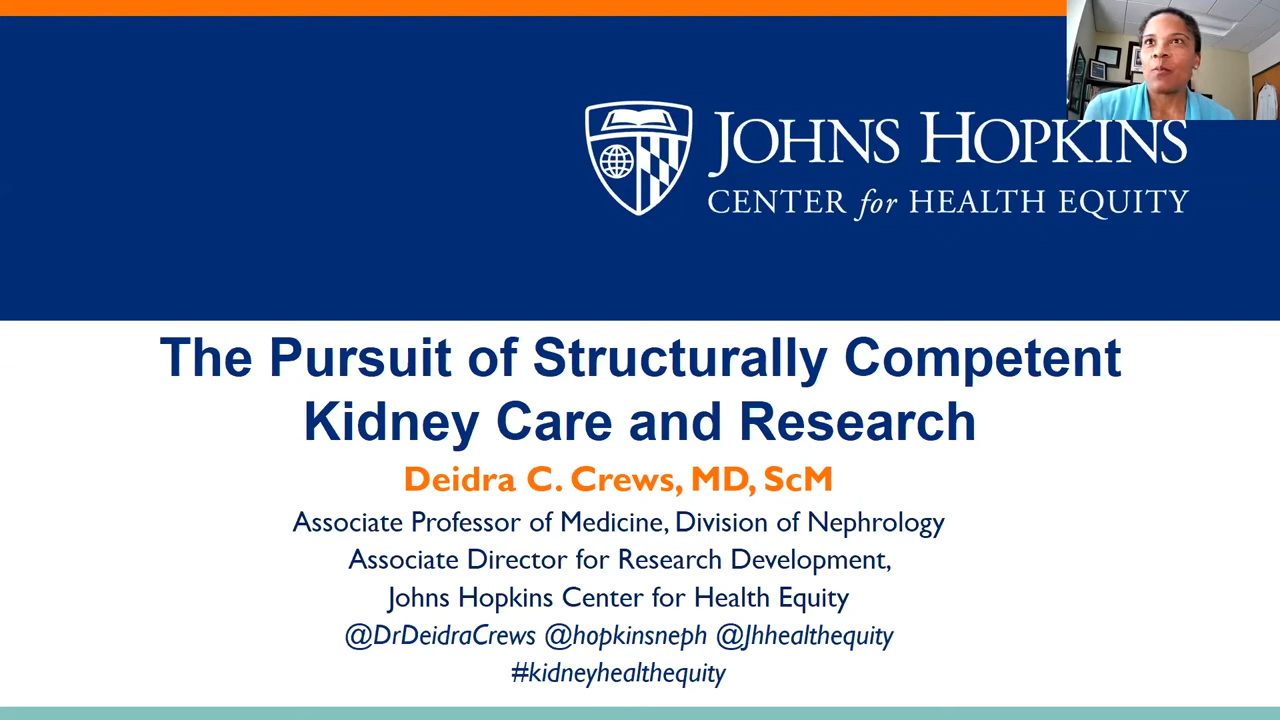 JOHNS HOPKINS
CENTER for HEALTH EQUITY
The Pursuit of Structurally Competent
Kidney Care and Research
Deidra C. Crews, MD, ScM
Associate Professor of Medicine, Division of Nephrology
Associate Director for Research Development,
Johns Hopkins Center for Health Equity
@DrDeidraCrews @hopkinsneph @Jhhealthequity
#kidneyhealthequity